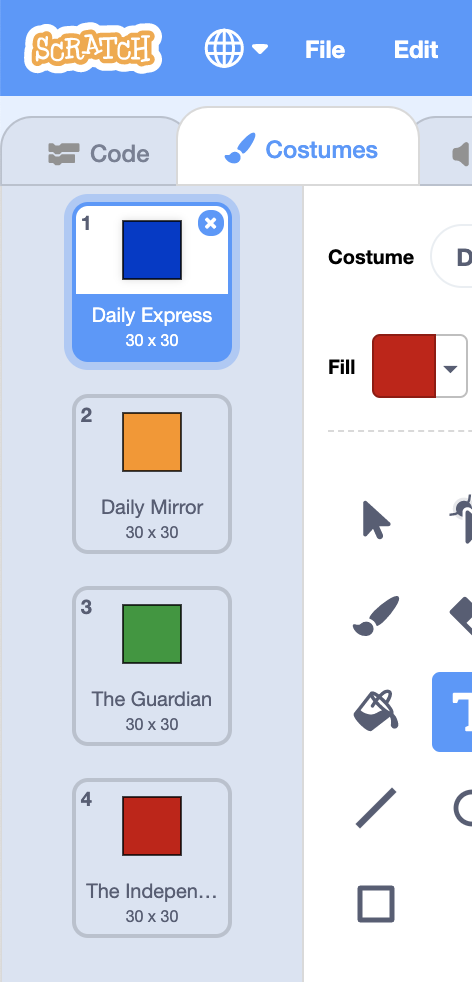 SCRATCH
File
Edit
Code
Costumes
1
Daily Express
30 x 30
2
Daily Mirror
30 x 30
3
The Guardian
30 x 30
4
The Indepen...
30 x 30
Costume
D
Fill